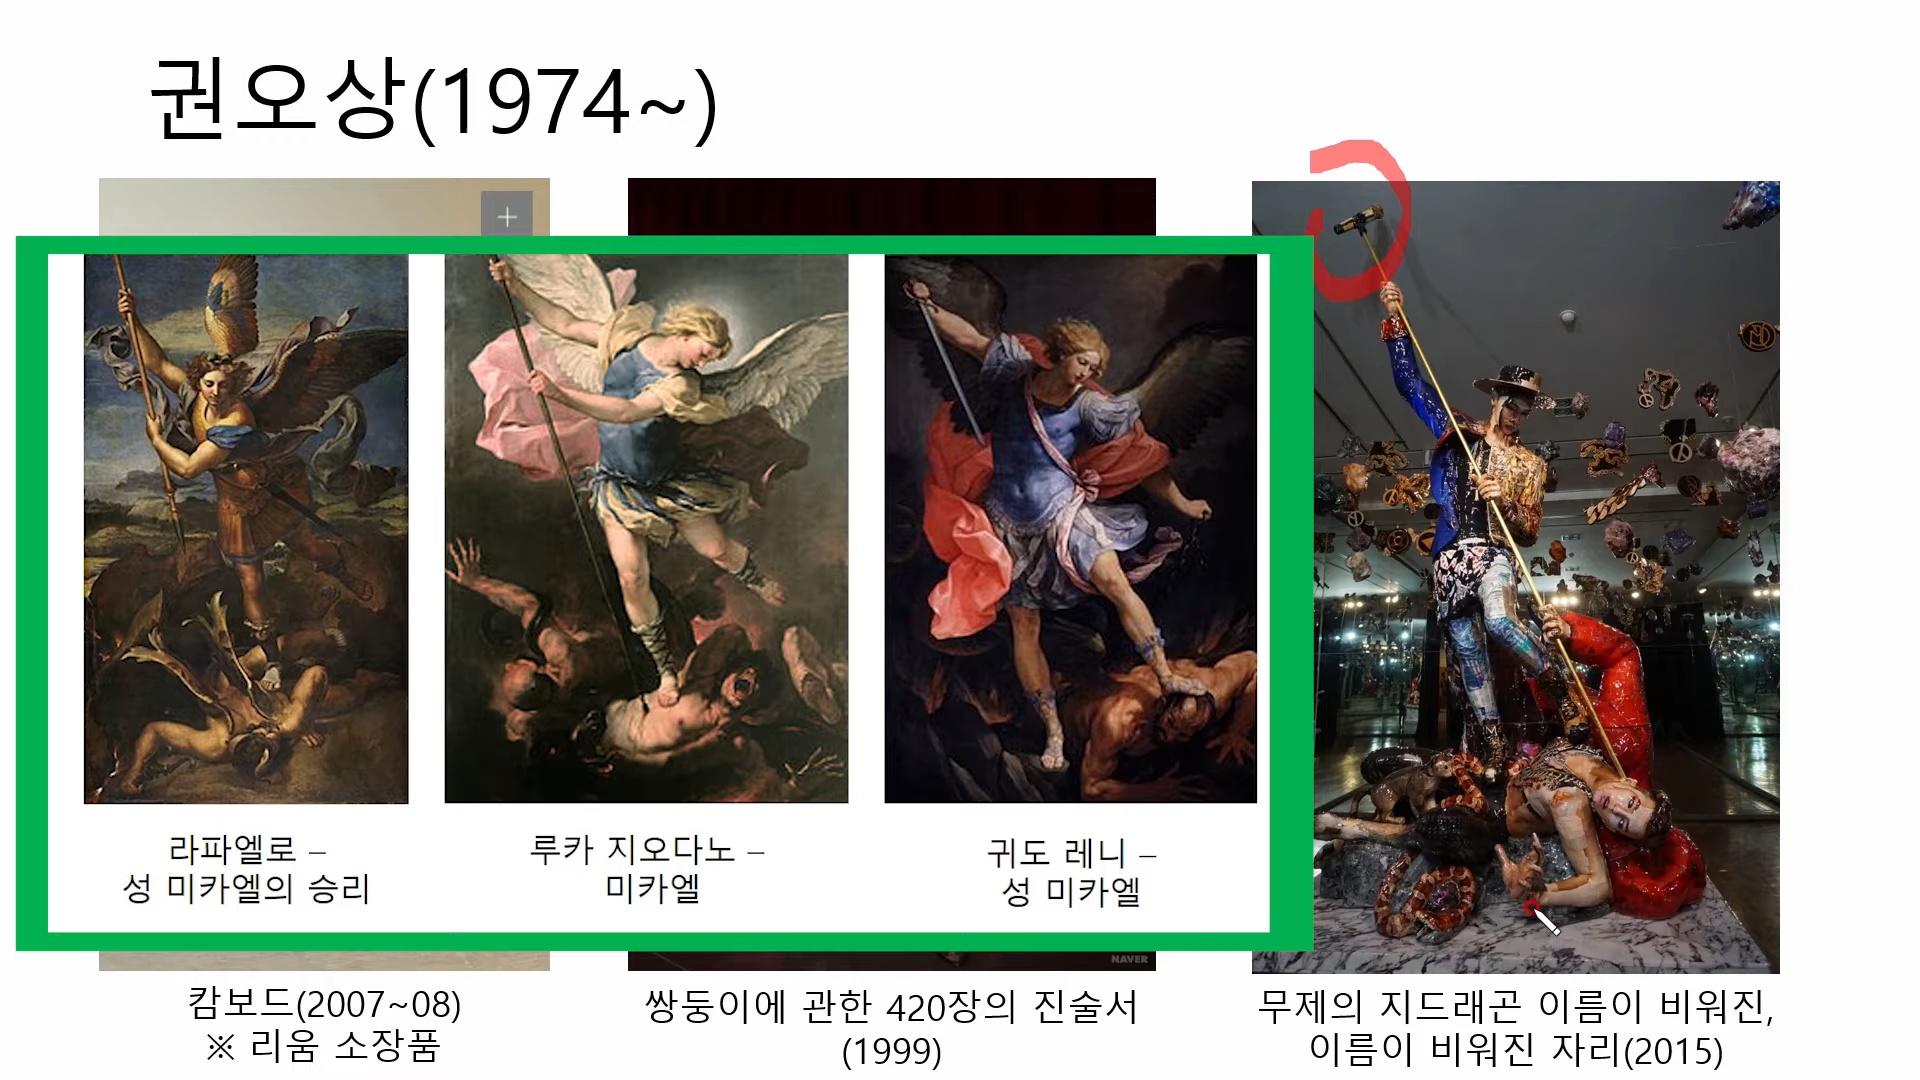 권오상(1974~)
라파엘로 –
성 미카엘의 승리
루카 지오다노 –
미카엘
귀도 레니 –
성 미카엘
NAVER
캄보드(2007~08)
※ 리움 소장품
쌍둥이에 관한 420장의 진술서
(1999)
무제의 지드래곤 이름이 비워진,
이름이 비워진 자리(2015)